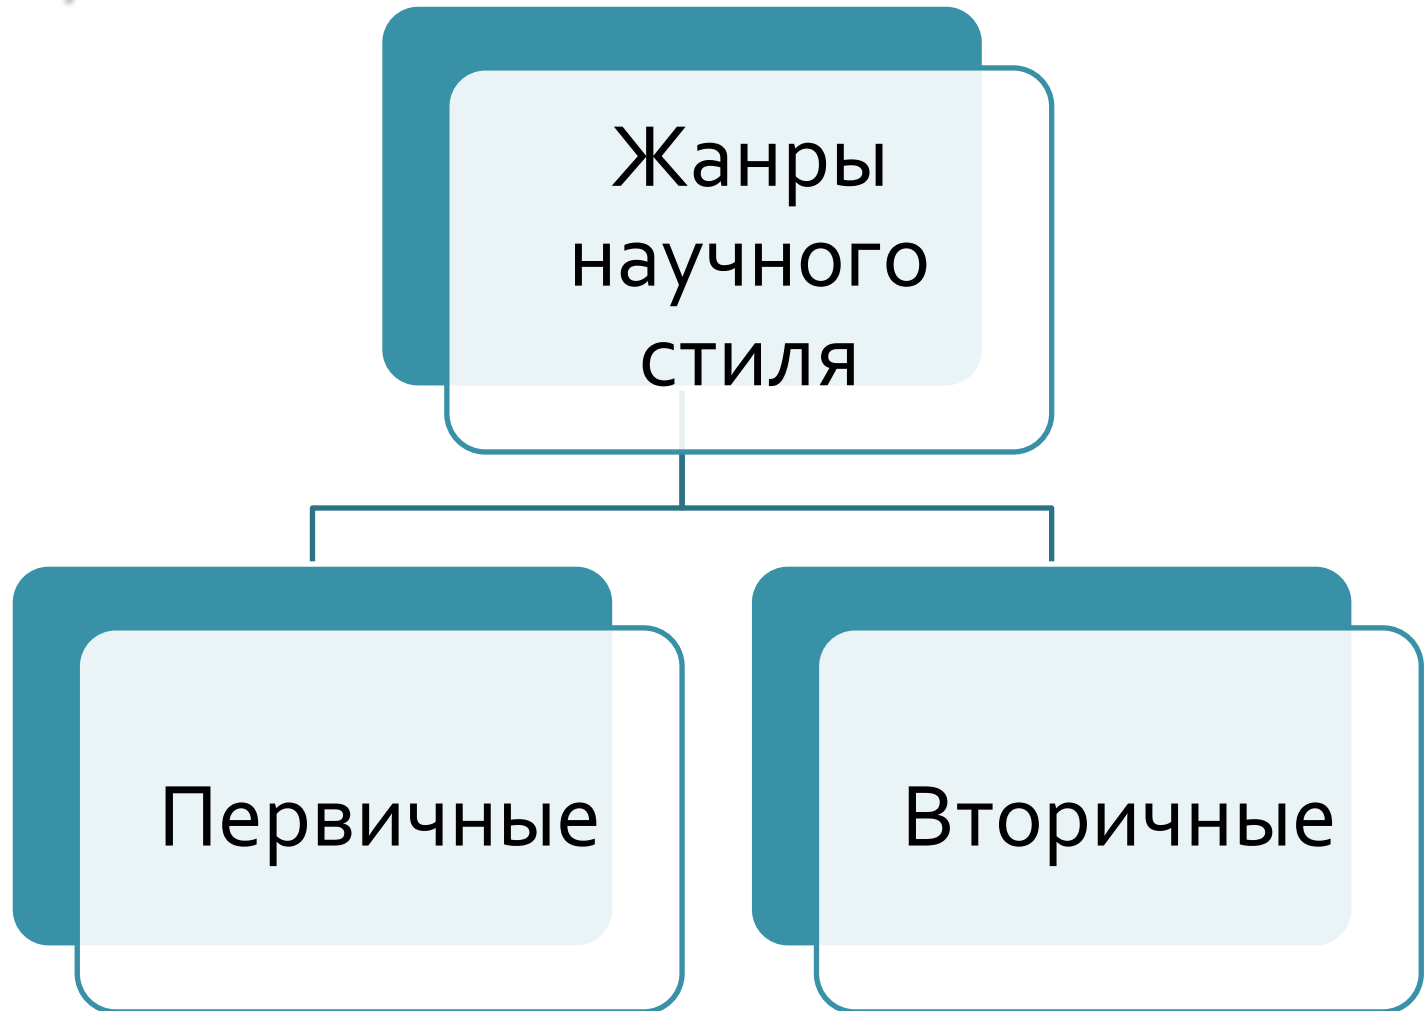 Жанры
научного
стиля
Первичные
Вторичные